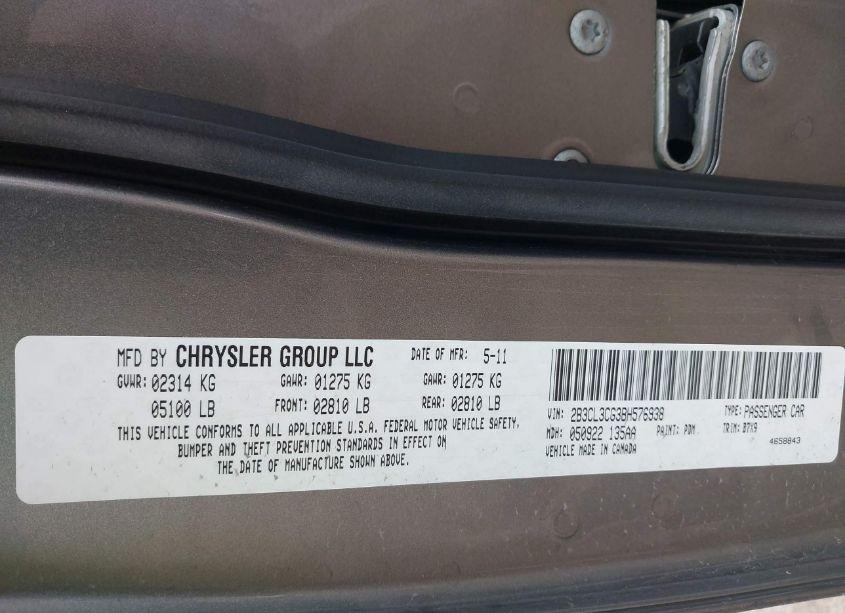 MFD BY CHRYSLER GROUP LLC DATE OF MFR: 5-11
GVWR: 02314 KG GAWR: 01275 KG GAWR: 01275 KG
05100 LB FRONT: 02810 LB REAR: 02810 LB
THIS VEHICLE CONFORMS TO ALL APPLICABLE U.S.A. FEDERAL MOTOR VEHICLE SAFETY,
BUMPER AND THEFT PREVENTION STANDARDS IN EFFECT ON
THE DATE OF MANUFACTURE SHOWN ABOVE.
VIN: 2B3CL3CG3BH576938 TYPE: PASSENGER CAR
MDH: 050922 135AA PAINT: PDM TRIM: B7X9
VEHICLE MADE IN CANADA 4658843